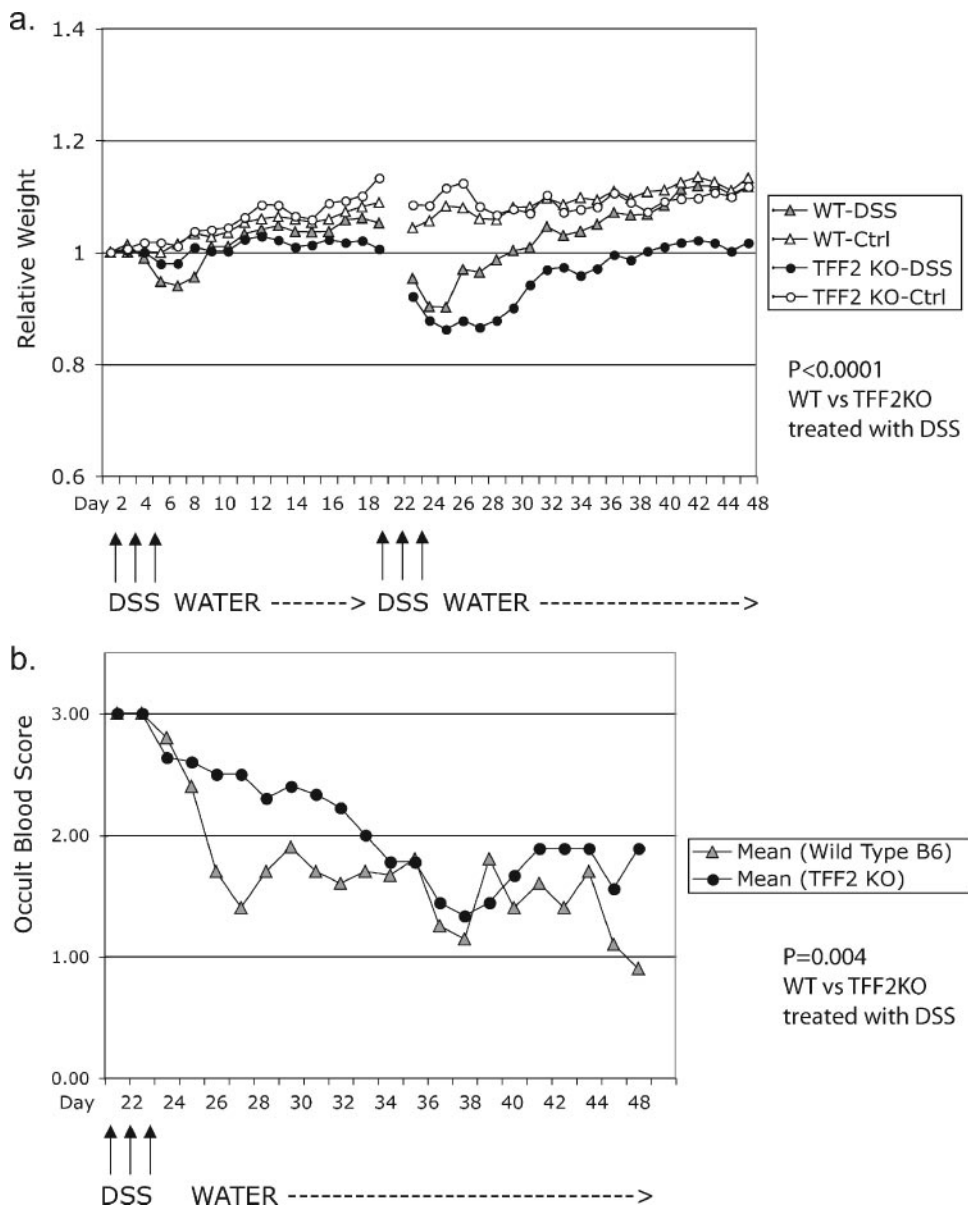 a.
1.4
1.2
1
0.8
0.6
Relative Weight
WT-DSS
WT-Ctrl
TFF2 KO-DSS
TFF2 KO-Ctrl
P<0.0001
WT vs TFF2KO
treated with DSS
Day 2 4 6 8 10 12 14 16 18 20 22 24 26 28 30 32 34 36 38 40 42 44 48
DSS WATER -------> DSS WATER ----------------->
b.
3.00
2.00
1.00
0.00
Occult Blood Score
Mean (Wild Type B6)
Mean (TFF2 KO)
P=0.004
WT vs TFF2KO
treated with DSS
Day 22 24 26 28 30 32 34 36 38 40 42 44 48
DSS WATER ---------------------------->